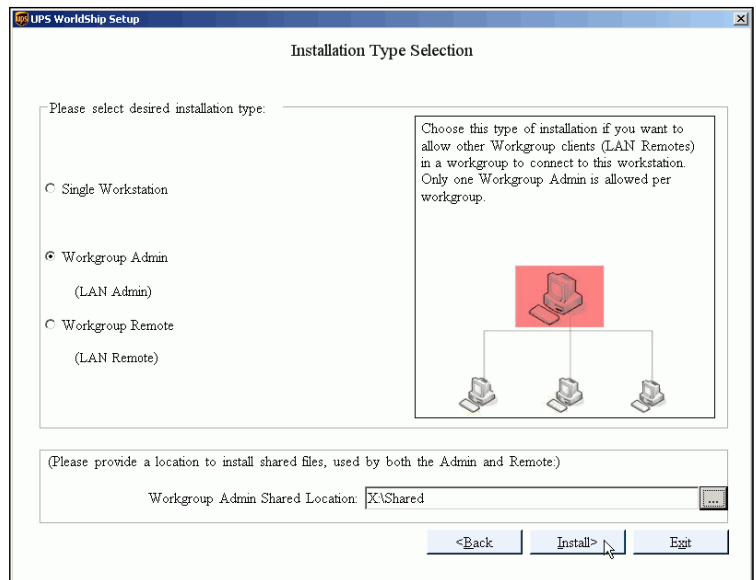 ups UPS WorldShip Setup
Installation Type Selection
Please select desired installation type:
Single Workstation
Workgroup Admin
(LAN Admin)
Workgroup Remote
(LAN Remote)
Choose this type of installation if you want to
allow other Workgroup clients (LAN Remotes)
in a workgroup to connect to this workstation.
Only one Workgroup Admin is allowed per
workgroup.
(Please provide a location to install shared files, used by both the Admin and Remote:)
Workgroup Admin Shared Location: X:\Shared ...
<Back Install> Exit